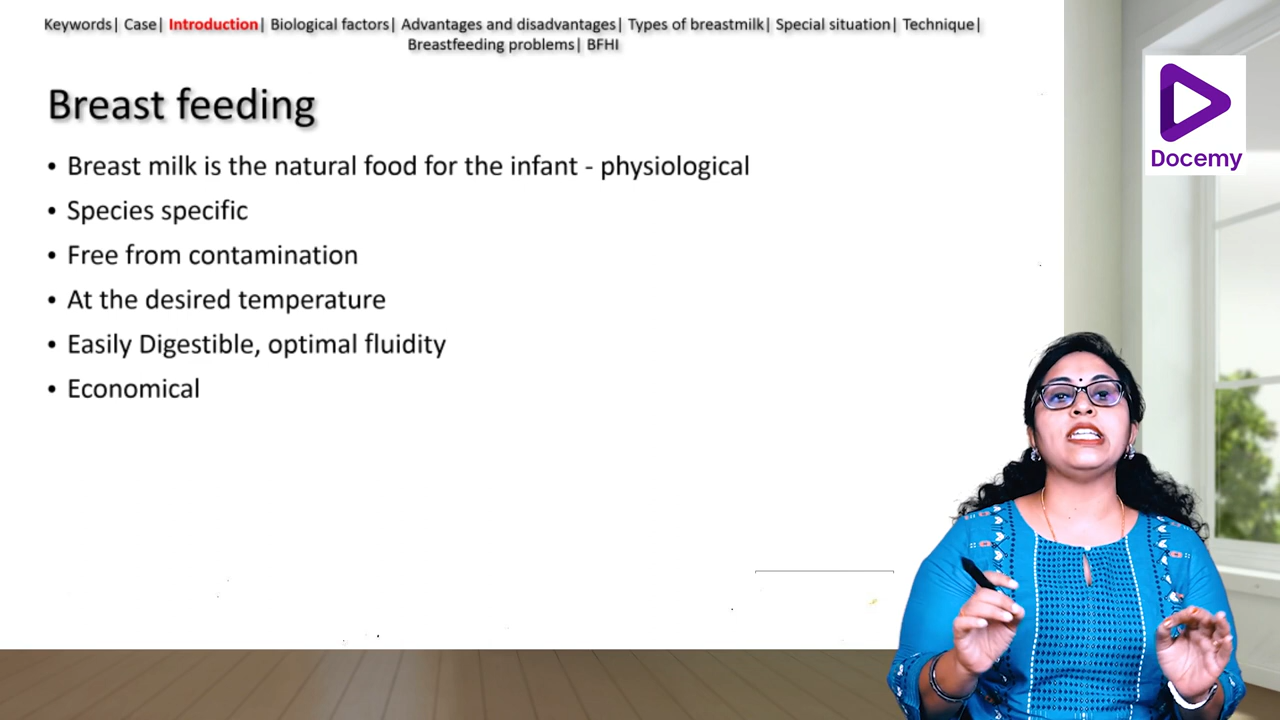 Keywords| Case| Introduction| Biological factors| Advantages and disadvantages| Types of breastmilk| Special situation| Technique|
Breastfeeding problems| BFHI
Breast feeding
• Breast milk is the natural food for the infant - physiological
• Species specific
• Free from contamination
• At the desired temperature
• Easily Digestible, optimal fluidity
• Economical
Docemy